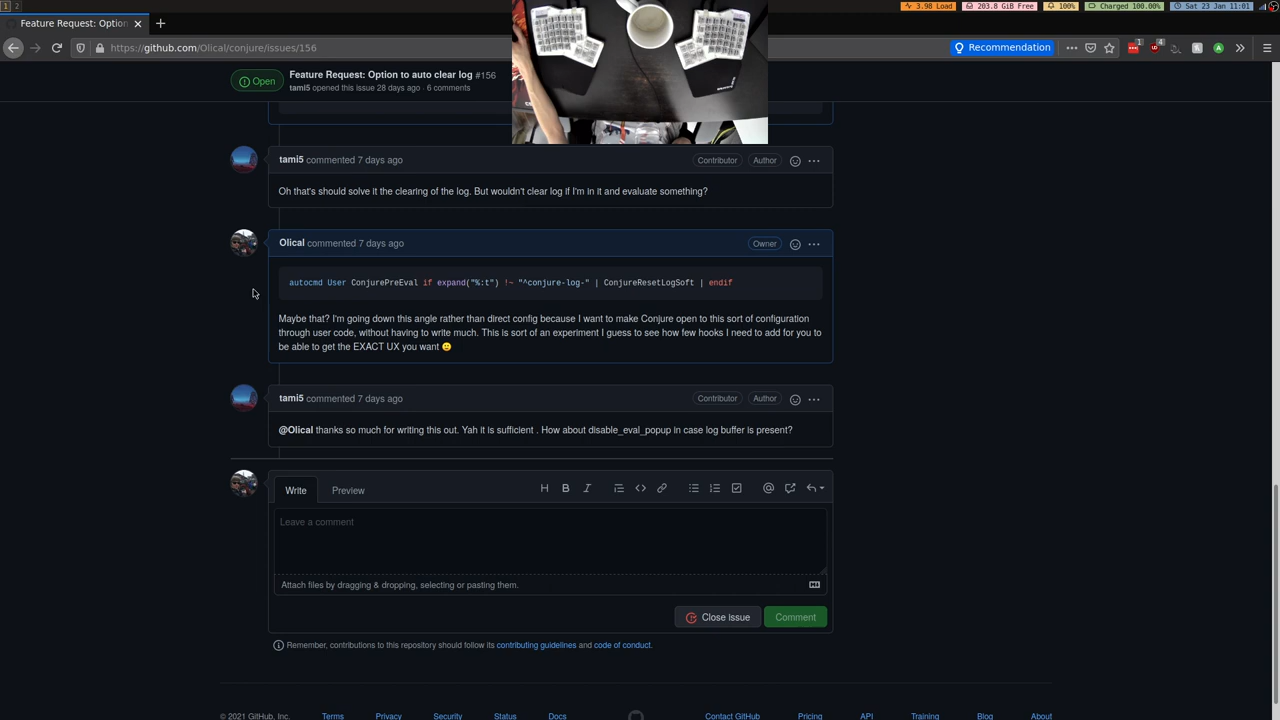 1 2
3.98 Load
203.8 GiB Free
100%
Charged 100.00%
Sat 23 Jan 11:01
Feature Request: Option
https://github.com/Olical/conjure/issues/156
Recommendation
1
4
Open
Feature Request: Option to auto clear log #156
tami5 opened this issue 28 days ago · 6 comments
tami5 commented 7 days ago
Contributor
Author
Oh that's should solve it the clearing of the log. But wouldn't clear log if I'm in it and evaluate something?
Olical commented 7 days ago
Owner
autocmd User ConjurePreEval if expand("%:t") !~ "^conjure-log-" | ConjureResetLogSoft | endif
Maybe that? I'm going down this angle rather than direct config because I want to make Conjure open to this sort of configuration
through user code, without having to write much. This is sort of an experiment I guess to see how few hooks I need to add for you to
be able to get the EXACT UX you want 🙂
tami5 commented 7 days ago
Contributor
Author
@Olical thanks so much for writing this out. Yah it is sufficient . How about disable_eval_popup in case log buffer is present?
Write
Preview
Leave a comment
Attach files by dragging & dropping, selecting or pasting them.
Close issue
Comment
Remember, contributions to this repository should follow its contributing guidelines and code of conduct.
© 2021 GitHub, Inc.
Terms
Privacy
Security
Status
Docs
Contact GitHub
Pricing
API
Training
Blog
About